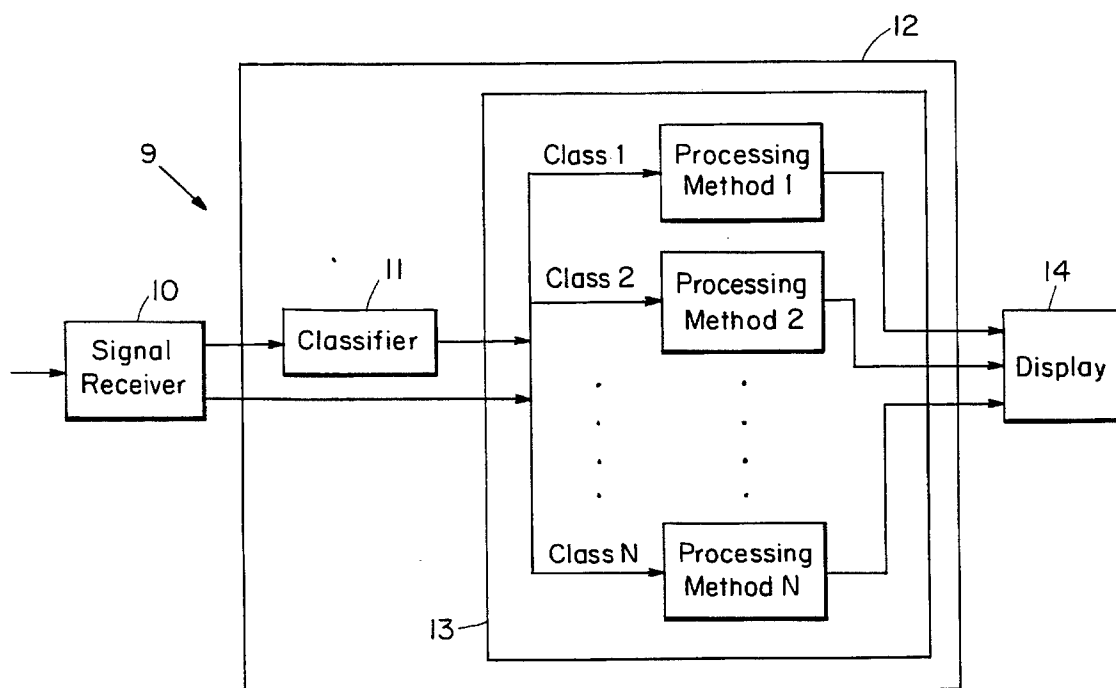 12
9
Class 1
Processing
Method 1
10
11
Class 2
Processing
Method 2
14
Signal
Receiver
Classifier
Display
Class N
Processing
Method N
13